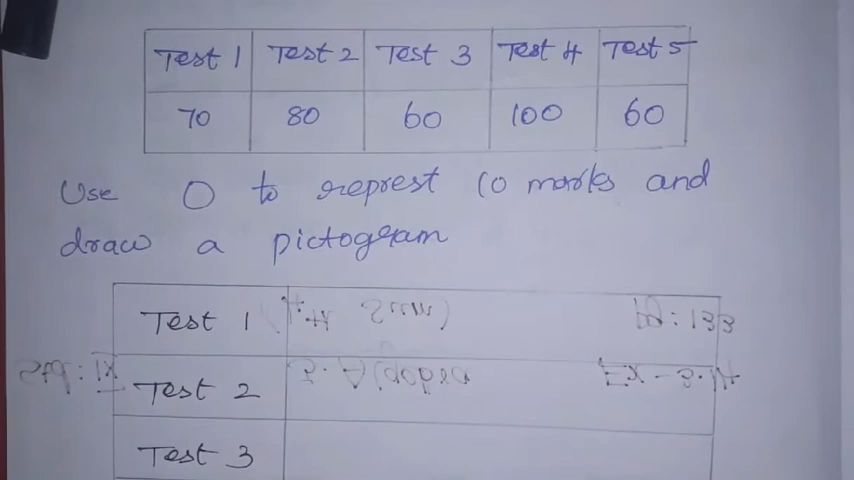 Test 1 Test 2 Test 3 Test 4 Test 5
70 80 60 100 60
Use O to represt 10 marks and
draw a pictogram
Test 1
Test 2
Test 3